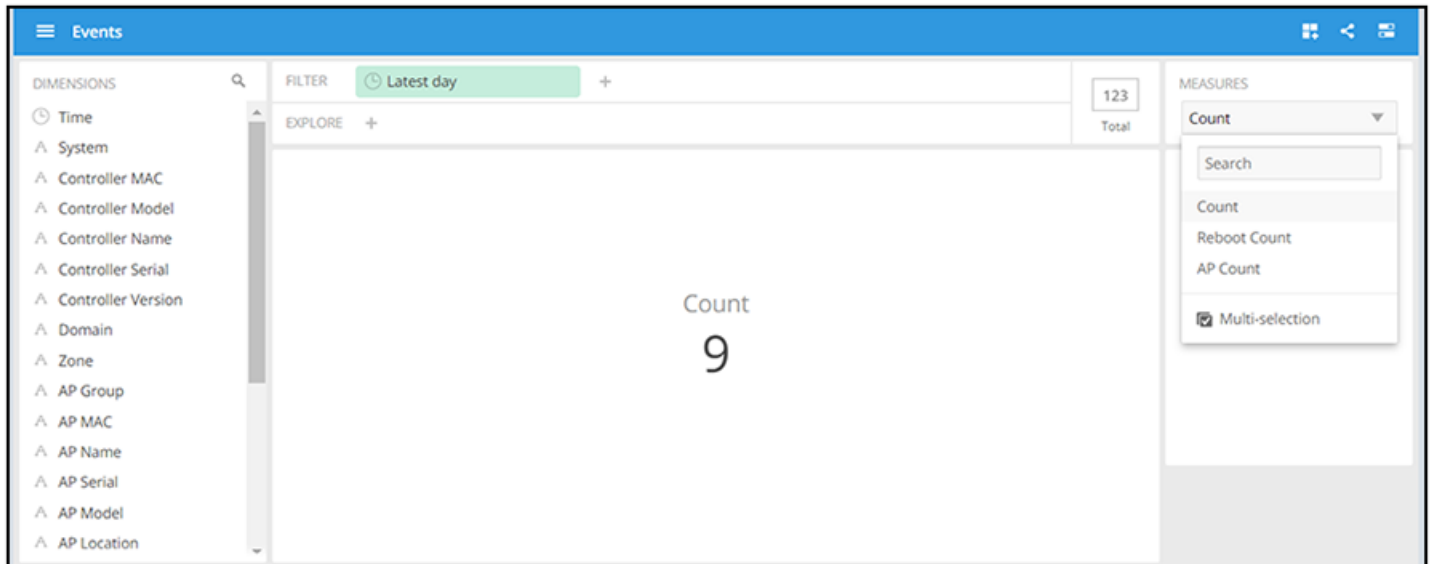 Events
DIMENSIONS
Time
System
Controller MAC
Controller Model
Controller Name
Controller Serial
Controller Version
Domain
Zone
AP Group
AP MAC
AP Name
AP Serial
AP Model
AP Location
FILTER Latest day +
EXPLORE +
123
Total
Count
9
MEASURES
Count
Search
Count
Reboot Count
AP Count
Multi-selection